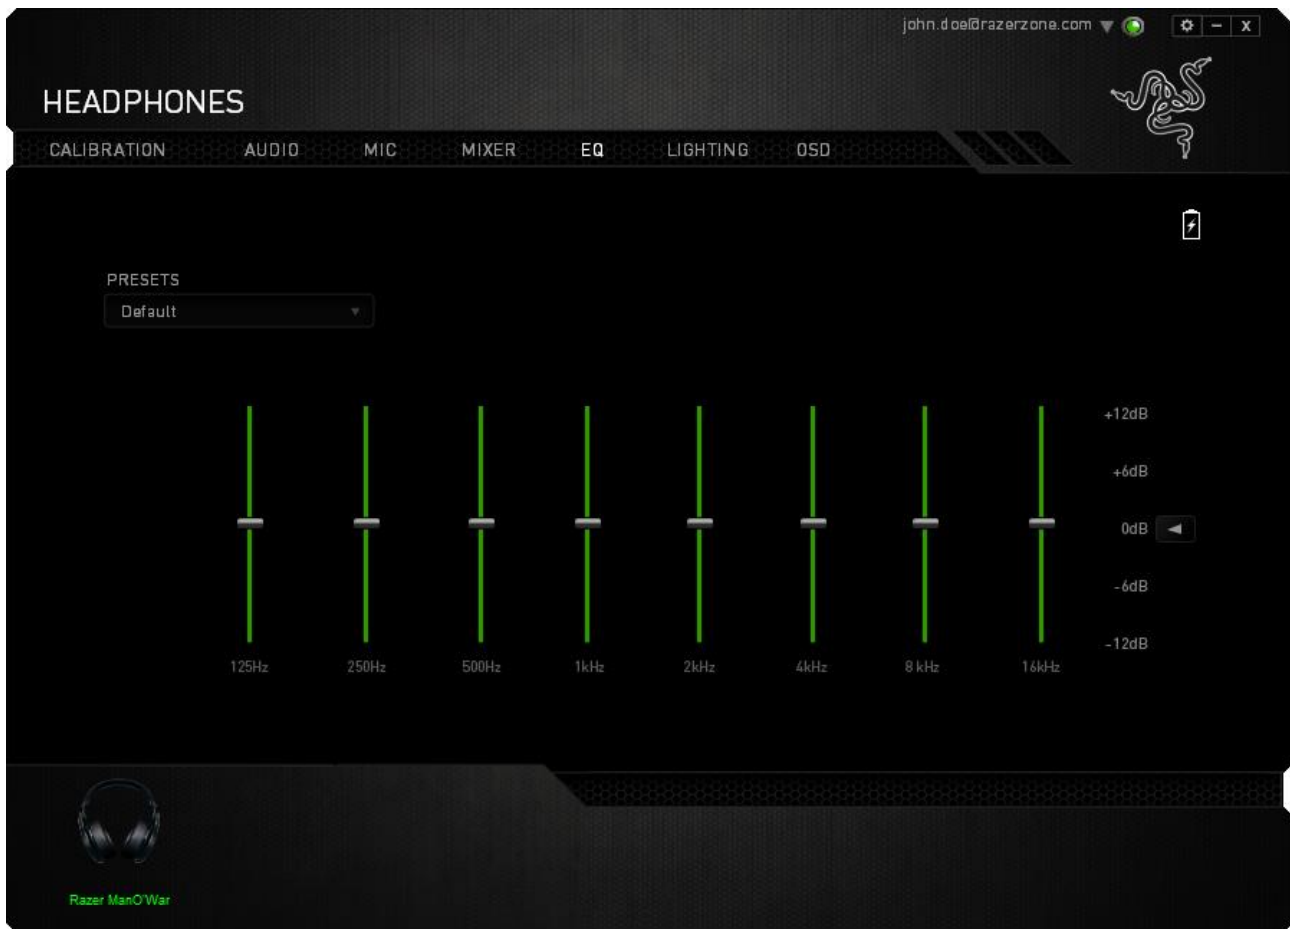 john.doe@razerzone.com
HEADPHONES
CALIBRATION AUDIO MIC MIXER EQ LIGHTING OSD
PRESETS
Default
+12dB
+6dB
0dB
-6dB
-12dB
125Hz 250Hz 500Hz 1kHz 2kHz 4kHz 8 kHz 16kHz
Razer ManO'War